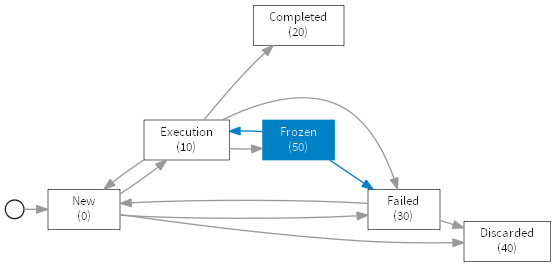 Completed
(20)
Execution
(10)
Frozen
(50)
New
(0)
Failed
(30)
Discarded
(40)